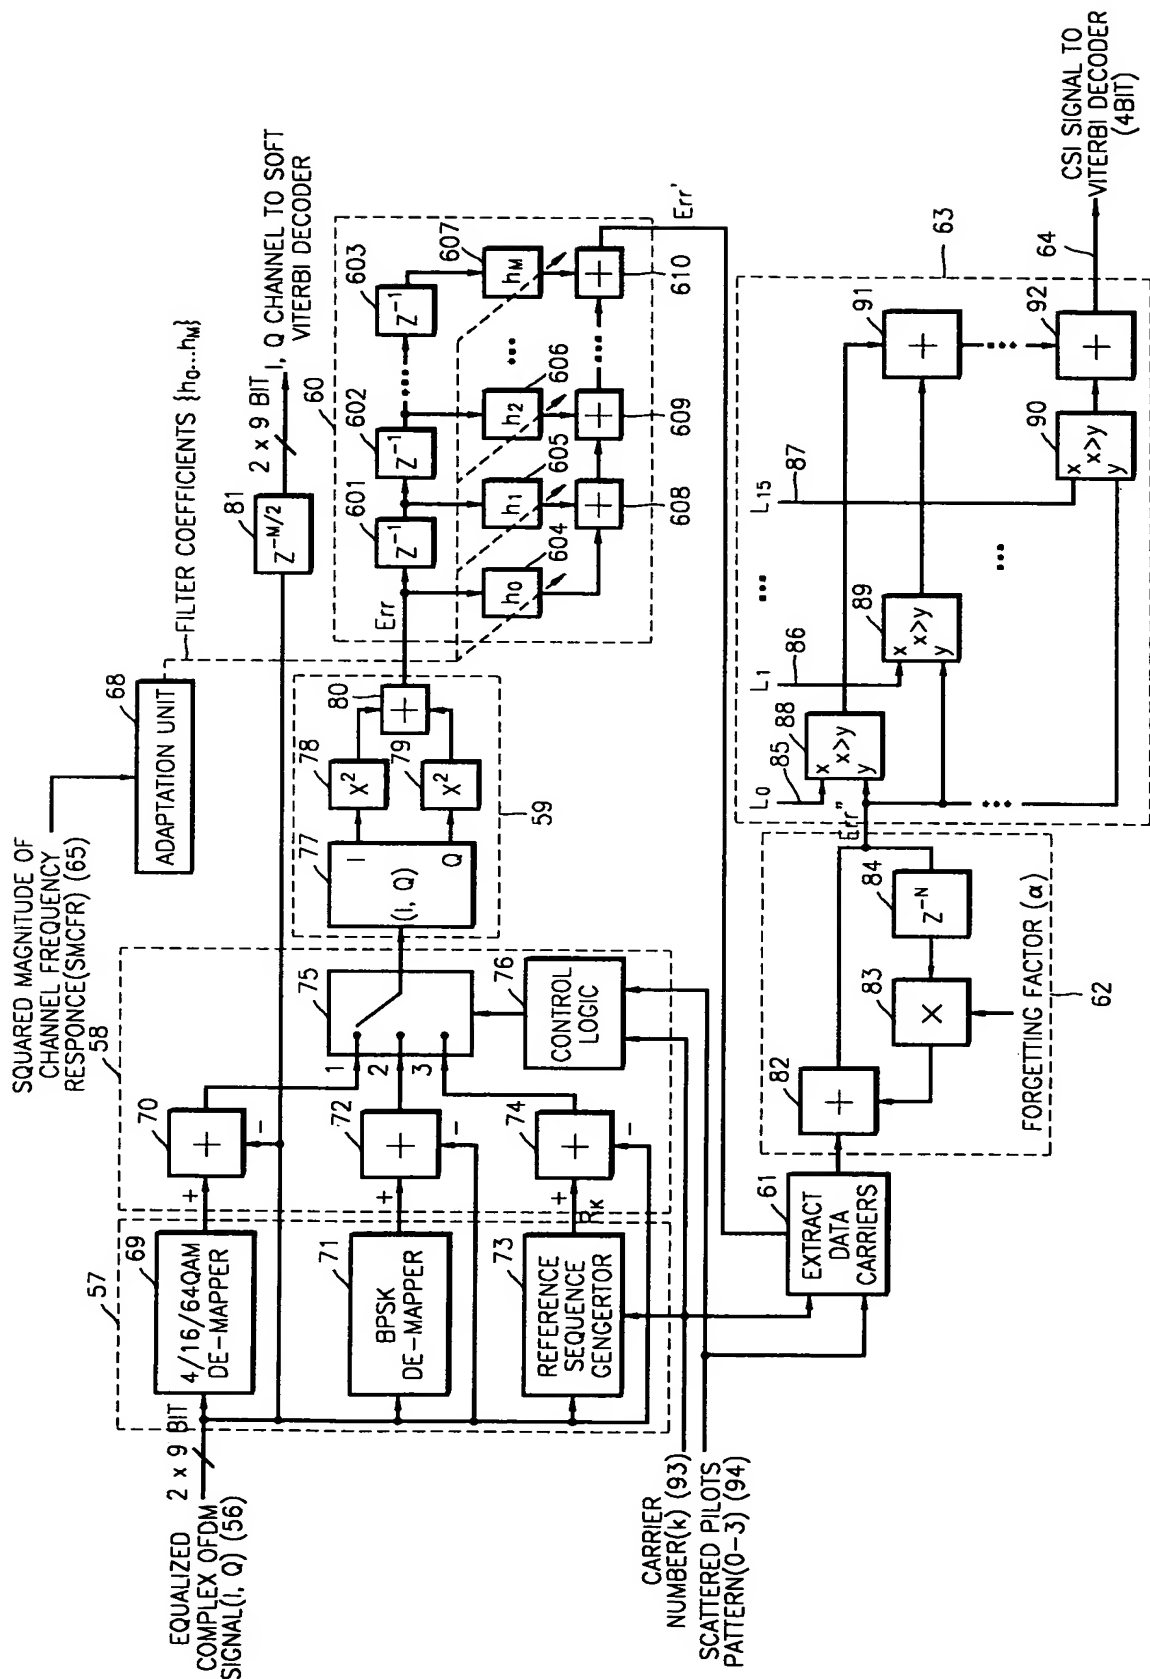 SQUARED MAGNITUDE OF
CHANNEL FREQUENCY
RESPONCE(SMCFR) (65)
68
ADAPTATION UNIT
FILTER COEFFICIENTS {h0...hM}
81
Z-M/2
2 x 9 BIT
I, Q CHANNEL TO SOFT
VITERBI DECODER
EQUALIZED
COMPLEX OFDM
SIGNAL(I, Q) (56)
2 x 9 BIT
57
69
4/16/64QAM
DE-MAPPER
71
BPSK
DE-MAPPER
73
REFERENCE
SEQUENCE
GENGERTOR
58
+
70
+
-
+
72
+
-
+
RK
74
+
-
1
2
3
75
76
CONTROL
LOGIC
77
(I, Q)
I
Q
78
X2
79
X2
80
+
59
Err
60
601
Z-1
602
Z-1
603
Z-1
h0
604
h1
605
h2
606
...
hM
607
+
608
+
609
+
610
Err'
CARRIER
NUMBER(k) (93)
SCATTERED PILOTS
PATTERN(0-3) (94)
61
EXTRACT
DATA
CARRIERS
82
+
83
X
84
Z-N
62
FORGETTING FACTOR (α)
Err"
L0
85
L1
86
...
L15
87
88
x
x>y
y
89
x
x>y
y
...
90
x
x>y
y
91
+
92
+
63
64
CSI SIGNAL TO
VITERBI DECODER
(4BIT)